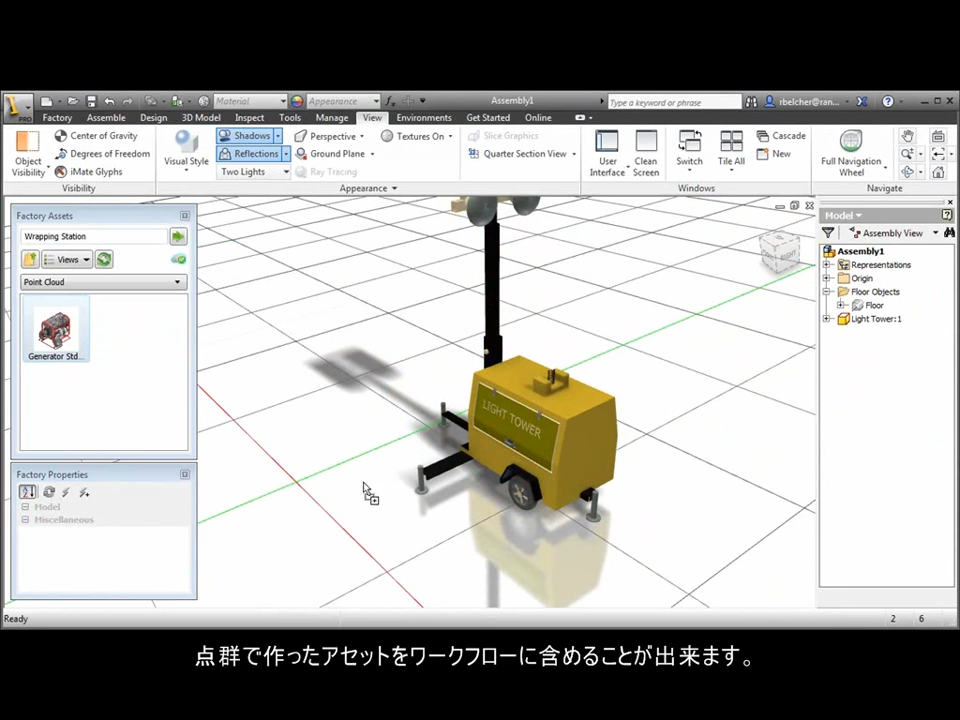 Material
Appearance
Assembly1
Type a keyword or phrase
rbelcher@ran...
PRO
Factory Assemble Design 3D Model Inspect Tools Manage View Environments Get Started Online
Object Visibility
Center of Gravity
Degrees of Freedom
iMate Glyphs
Visibility
Visual Style
Shadows
Reflections
Two Lights
Perspective
Ground Plane
Ray Tracing
Textures On
Appearance
Slice Graphics
Quarter Section View
User Interface
Clean Screen
Switch
Tile All
Cascade
New
Windows
Full Navigation Wheel
Navigate
Factory Assets
Wrapping Station
Views
Point Cloud
Generator Std...
Factory Properties
Model
Miscellaneous
LIGHT TOWER
RIGHT
Model
Assembly View
Assembly1
Representations
Origin
Floor Objects
Floor
Light Tower:1
Ready
2 6
点群で作ったアセットをワークフローに含めることが出来ます。